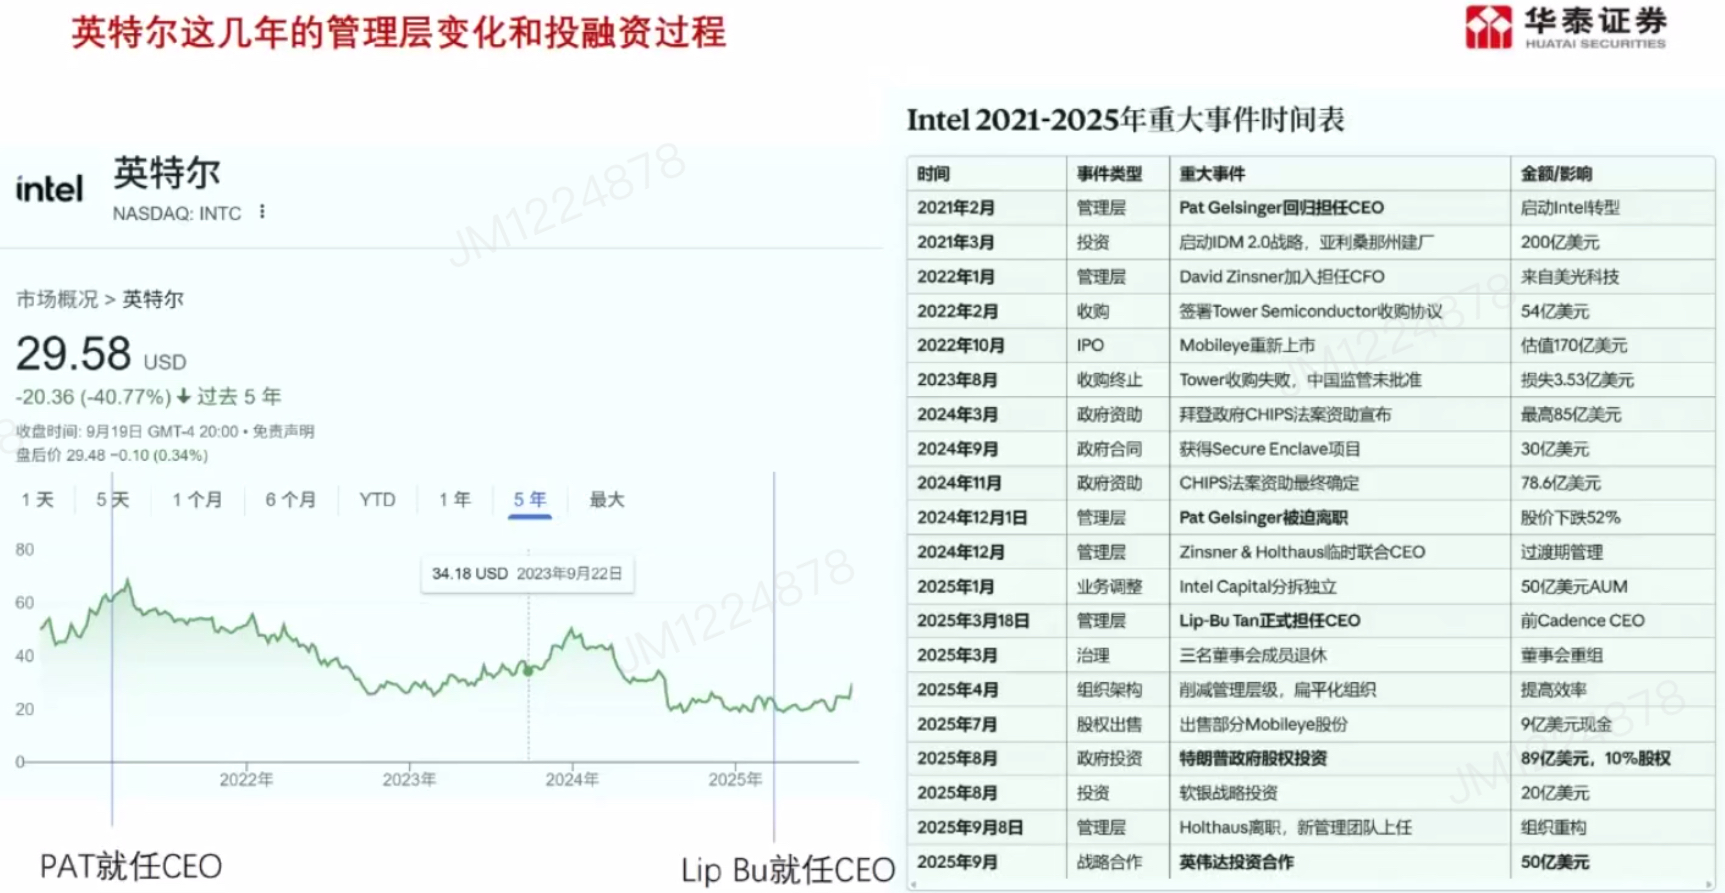 英特尔这几年的管理层变化和投融资过程
华泰证券
HUATAI SECURITIES
intel
英特尔
NASDAQ: INTC
市场概况 > 英特尔
29.58 USD
-20.36 (-40.77%) 过去 5 年
收盘时间: 9月19日 GMT-4 20:00 • 免责声明
盘后价 29.48 −0.10 (0.34%)
1 天 5 天 1 个月 6 个月 YTD 1 年 5 年 最大
34.18 USD 2023年9月22日
80
60
40
20
0
2022年 2023年 2024年 2025年
PAT就任CEO
Lip Bu就任CEO
Intel 2021-2025年重大事件时间表
时间 事件类型 重大事件 金额/影响
2021年2月 管理层 Pat Gelsinger回归担任CEO 启动Intel转型
2021年3月 投资 启动IDM 2.0战略，亚利桑那州建厂 200亿美元
2022年1月 管理层 David Zinsner加入担任CFO 来自美光科技
2022年2月 收购 签署Tower Semiconductor收购协议 54亿美元
2022年10月 IPO Mobileye重新上市 估值170亿美元
2023年8月 收购终止 Tower收购失败，中国监管未批准 损失3.53亿美元
2024年3月 政府资助 拜登政府CHIPS法案资助宣布 最高85亿美元
2024年9月 政府合同 获得Secure Enclave项目 30亿美元
2024年11月 政府资助 CHIPS法案资助最终确定 78.6亿美元
2024年12月1日 管理层 Pat Gelsinger被迫离职 股价下跌52%
2024年12月 管理层 Zinsner & Holthaus临时联合CEO 过渡期管理
2025年1月 业务调整 Intel Capital分拆独立 50亿美元AUM
2025年3月18日 管理层 Lip-Bu Tan正式担任CEO 前Cadence CEO
2025年3月 治理 三名董事会成员退休 董事会重组
2025年4月 组织架构 削减管理层级，扁平化组织 提高效率
2025年7月 股权出售 出售部分Mobileye股份 9亿美元现金
2025年8月 政府投资 特朗普政府股权投资 89亿美元，10%股权
2025年8月 投资 软银战略投资 20亿美元
2025年9月8日 管理层 Holthaus离职，新管理团队上任 组织重构
2025年9月 战略合作 英伟达投资合作 50亿美元
JM1224878
JM1224878
JM1224878
JM1224878
8